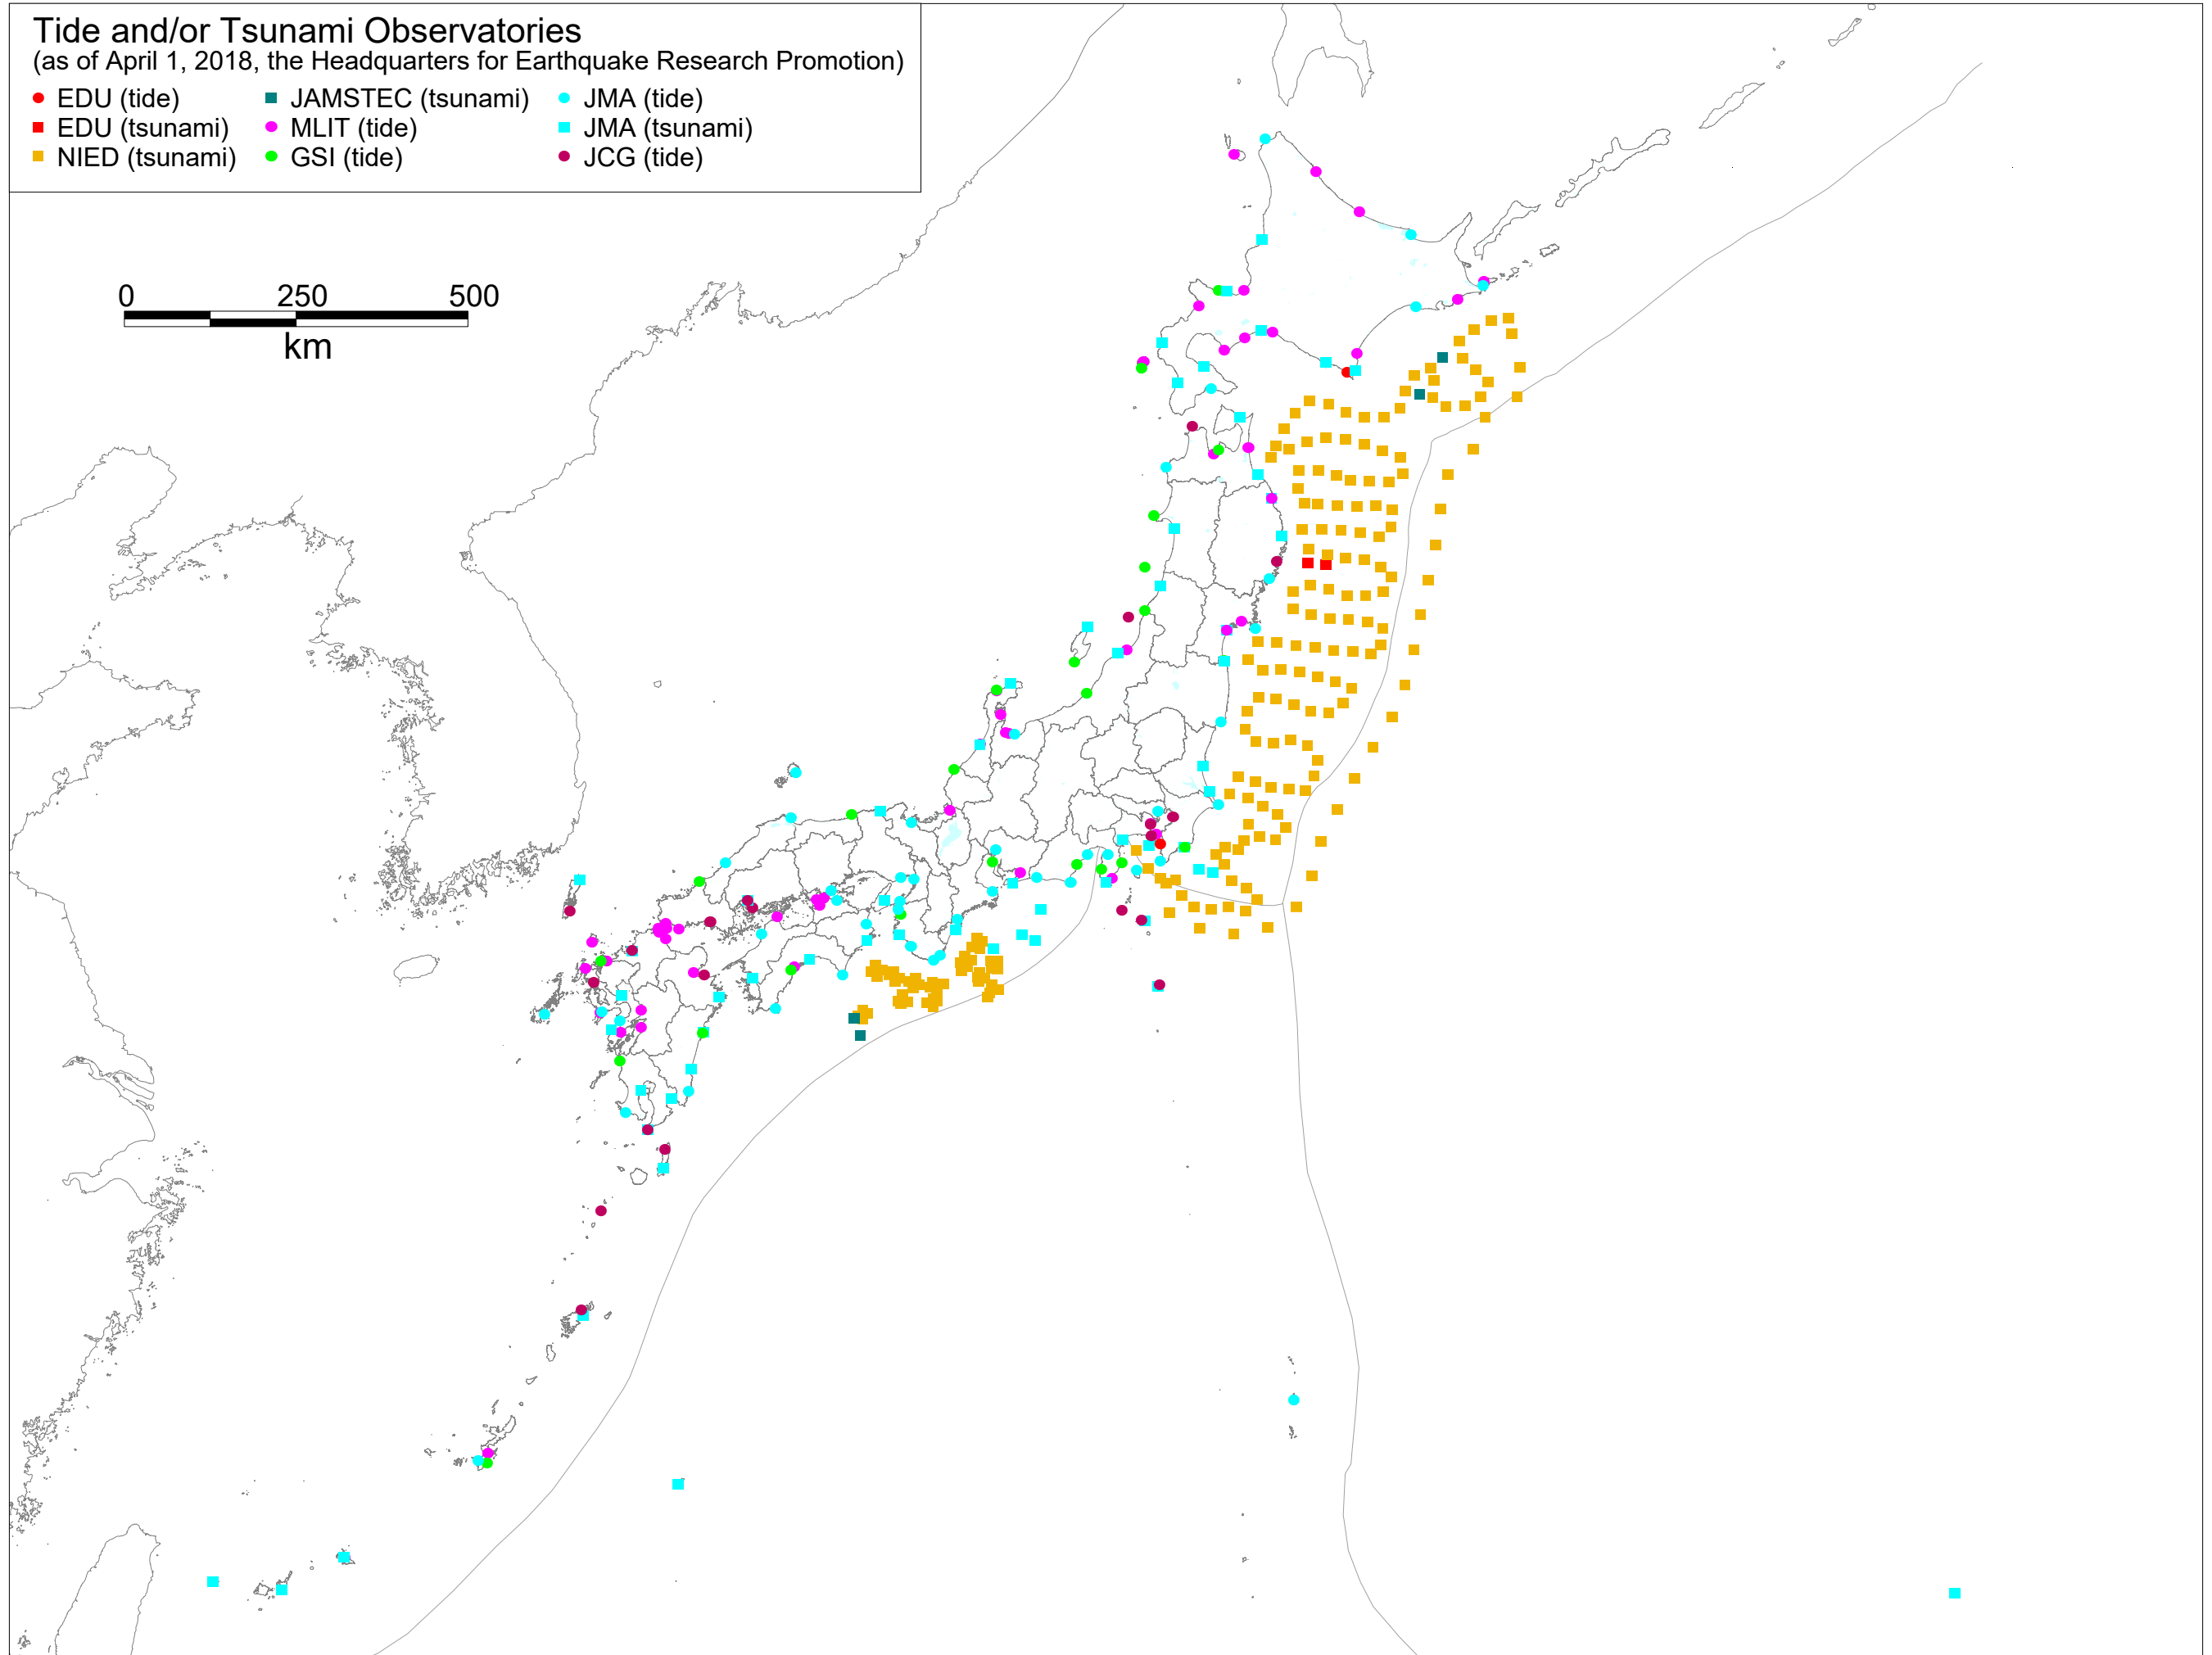 Tide and/or Tsunami Observatories
(as of April 1, 2018, the Headquarters for Earthquake Research Promotion)
EDU (tide) JAMSTEC (tsunami) JMA (tide)
EDU (tsunami) MLIT (tide) JMA (tsunami)
NIED (tsunami) GSI (tide) JCG (tide)
0 250 500
km